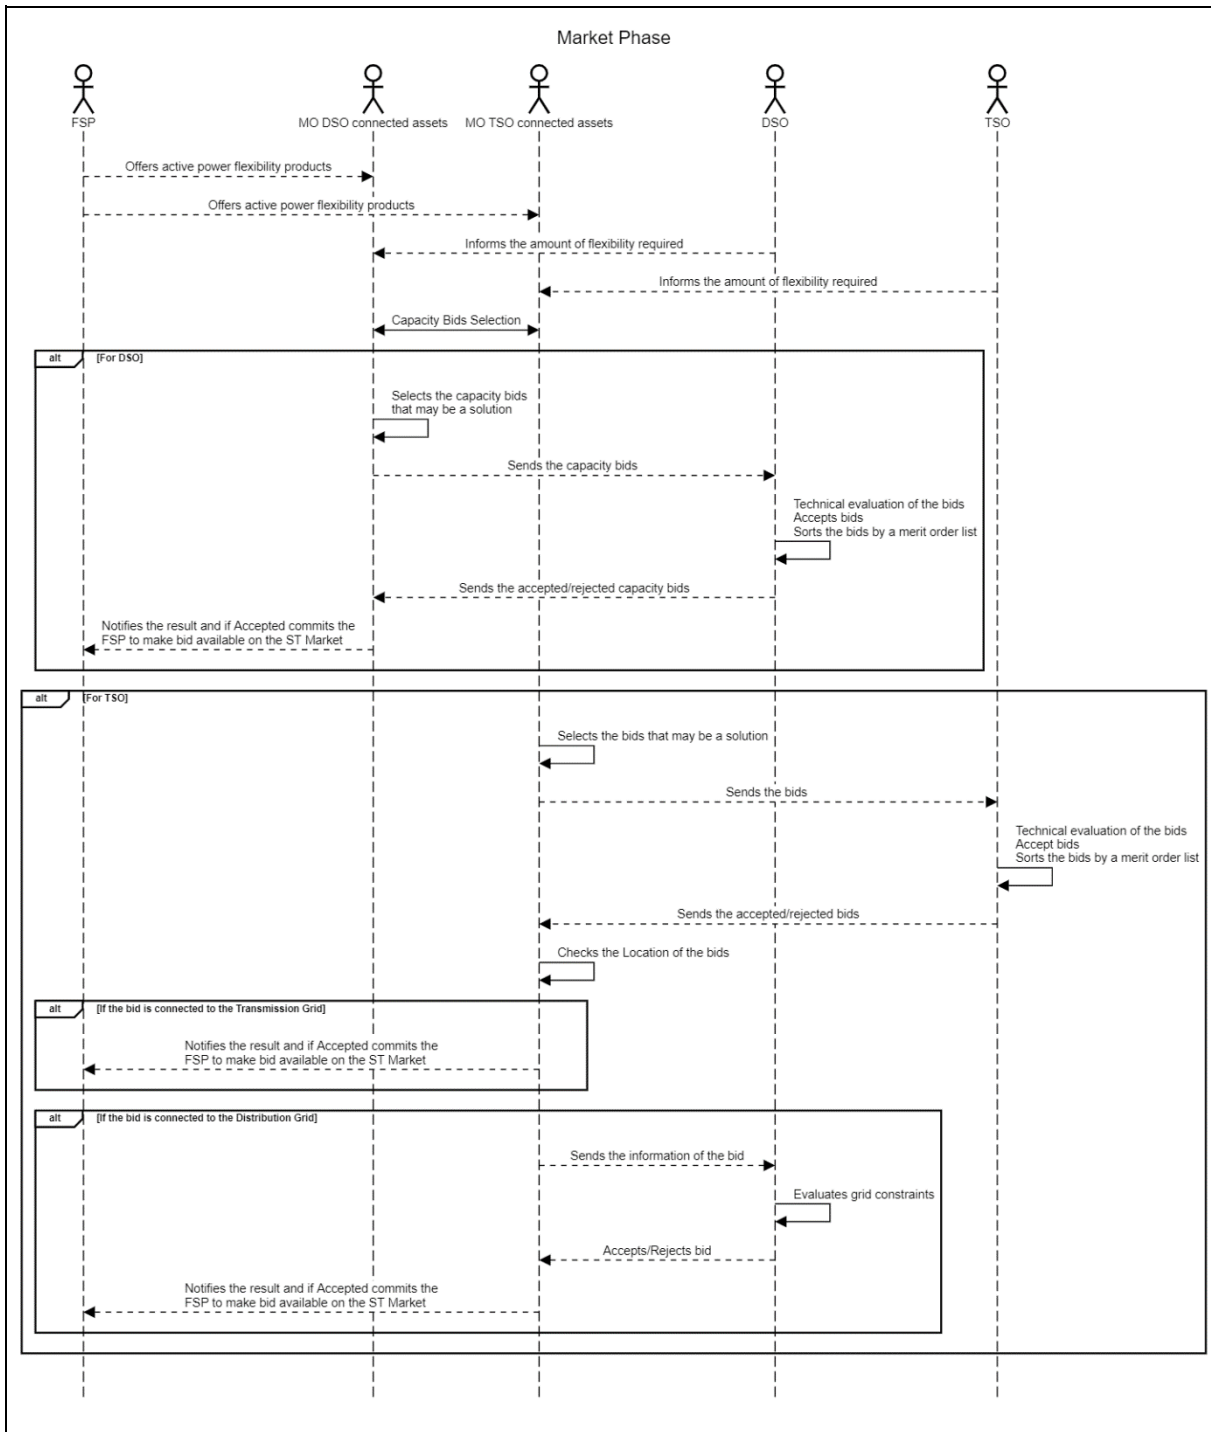 Market Phase
FSP
MO DSO connected assets
MO TSO connected assets
DSO
TSO
Offers active power flexibility products
Offers active power flexibility products
Informs the amount of flexibility required
Informs the amount of flexibility required
Capacity Bids Selection
alt
[For DSO]
Selects the capacity bids
that may be a solution
Sends the capacity bids
Technical evaluation of the bids
Accepts bids
Sorts the bids by a merit order list
Sends the accepted/rejected capacity bids
Notifies the result and if Accepted commits the
FSP to make bid available on the ST Market
alt
[For TSO]
Selects the bids that may be a solution
Sends the bids
Technical evaluation of the bids
Accept bids
Sorts the bids by a merit order list
Sends the accepted/rejected bids
Checks the Location of the bids
alt
[If the bid is connected to the Transmission Grid]
Notifies the result and if Accepted commits the
FSP to make bid available on the ST Market
alt
[If the bid is connected to the Distribution Grid]
Sends the information of the bid
Evaluates grid constraints
Accepts/Rejects bid
Notifies the result and if Accepted commits the
FSP to make bid available on the ST Market